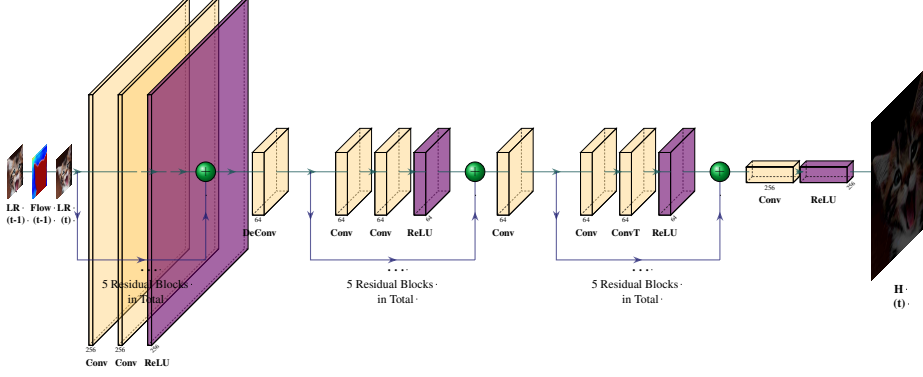 LR · Flow · LR ·
(t-1) · (t-1) · (t) ·
256 256 256
Conv Conv ReLU
· · · ·
5 Residual Blocks ·
in Total ·
64
DeConv
64 64 64
Conv Conv ReLU
· · · ·
5 Residual Blocks ·
in Total ·
64
Conv
64 64 64
Conv ConvT ReLU
· · · ·
5 Residual Blocks ·
in Total ·
256 256
Conv ReLU
H ·
(t) ·